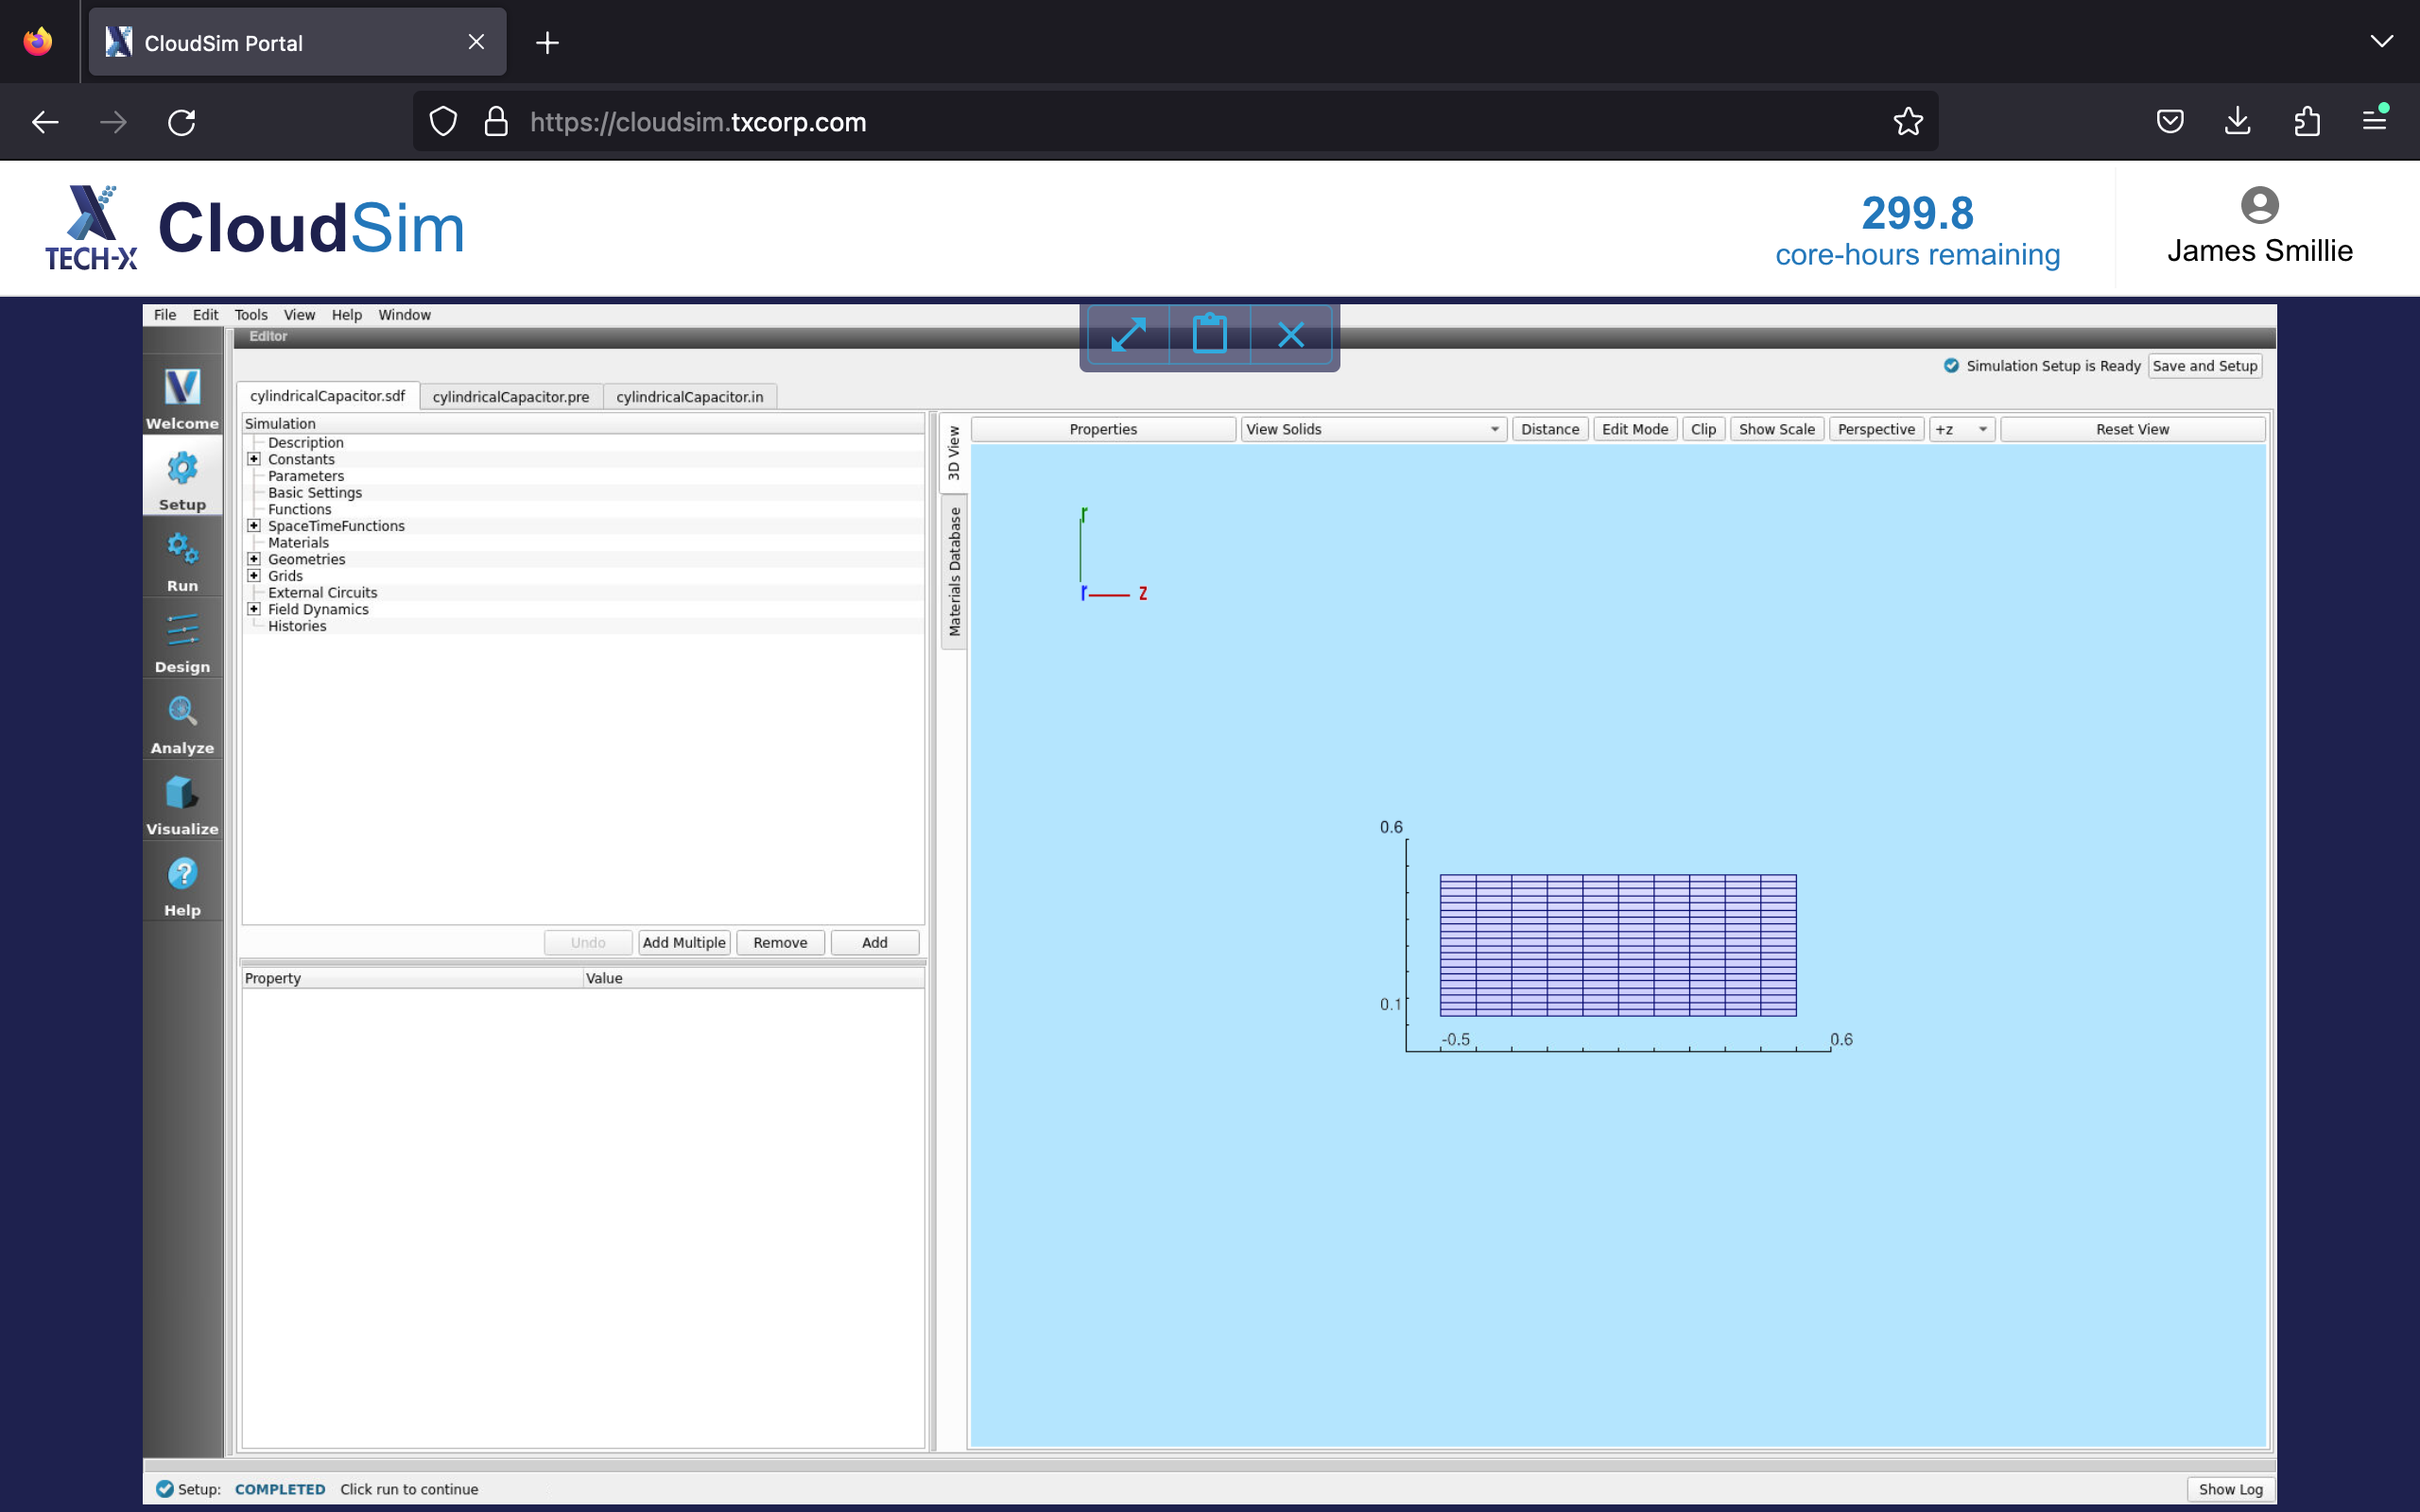 CloudSim Portal
https://cloudsim.txcorp.com
TECH-X
CloudSim
299.8
core-hours remaining
James Smillie
File Edit Tools View Help Window
Editor
Simulation Setup is Ready Save and Setup
cylindricalCapacitor.sdf cylindricalCapacitor.pre cylindricalCapacitor.in
Welcome
Setup
Run
Design
Analyze
Visualize
Help
Simulation
Description
Constants
Parameters
Basic Settings
Functions
SpaceTimeFunctions
Materials
Geometries
Grids
External Circuits
Field Dynamics
Histories
Undo Add Multiple Remove Add
Property Value
3D View
Materials Database
Properties View Solids Distance Edit Mode Clip Show Scale Perspective +z Reset View
r
r z
0.6
0.1
-0.5 0.6
Setup: COMPLETED Click run to continue
Show Log